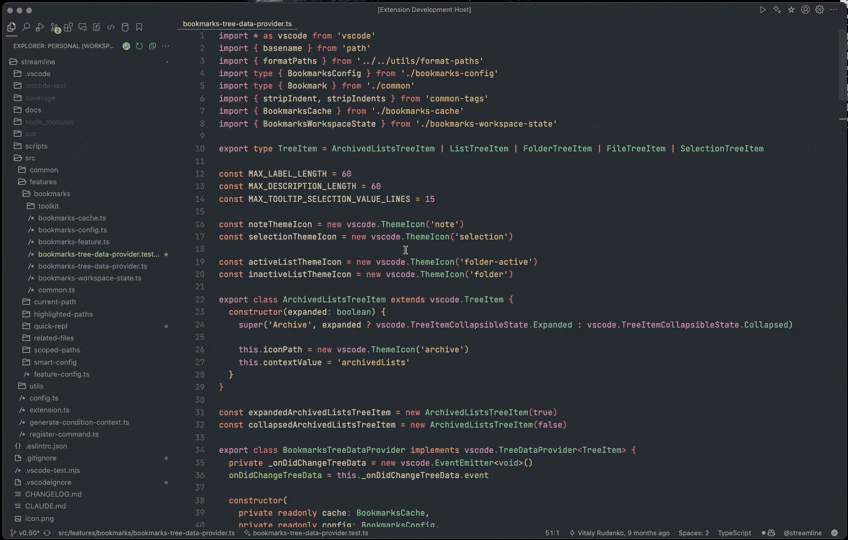 [Extension Development Host]
EXPLORER: PERSONAL [WORKSP...
streamline
.vscode
.vscode-test
coverage
docs
node_modules
out
scripts
src
common
features
bookmarks
toolkit
bookmarks-cache.ts
bookmarks-config.ts
bookmarks-feature.ts
bookmarks-tree-data-provider.test...
bookmarks-tree-data-provider.ts
bookmarks-workspace-state.ts
common.ts
current-path
highlighted-paths
quick-repl
related-files
scoped-paths
smart-config
feature-config.ts
utils
config.ts
extension.ts
generate-condition-context.ts
register-command.ts
.eslintrc.json
.gitignore
.vscode-test.mjs
.vscodeignore
CHANGELOG.md
CLAUDE.md
icon.png
bookmarks-tree-data-provider.ts
1 import * as vscode from 'vscode'
2 import { basename } from 'path'
3 import { formatPaths } from '../../utils/format-paths'
4 import type { BookmarksConfig } from './bookmarks-config'
5 import type { Bookmark } from './common'
6 import { stripIndent, stripIndents } from 'common-tags'
7 import { BookmarksCache } from './bookmarks-cache'
8 import { BookmarksWorkspaceState } from './bookmarks-workspace-state'
9
10 export type TreeItem = ArchivedListsTreeItem | ListTreeItem | FolderTreeItem | FileTreeItem | SelectionTreeItem
11
12 const MAX_LABEL_LENGTH = 60
13 const MAX_DESCRIPTION_LENGTH = 60
14 const MAX_TOOLTIP_SELECTION_VALUE_LINES = 15
15
16 const noteThemeIcon = new vscode.ThemeIcon('note')
17 const selectionThemeIcon = new vscode.ThemeIcon('selection')
18
19 const activeListThemeIcon = new vscode.ThemeIcon('folder-active')
20 const inactiveListThemeIcon = new vscode.ThemeIcon('folder')
21
22 export class ArchivedListsTreeItem extends vscode.TreeItem {
23 constructor(expanded: boolean) {
24 super('Archive', expanded ? vscode.TreeItemCollapsibleState.Expanded : vscode.TreeItemCollapsibleState.Collapsed)
25
26 this.iconPath = new vscode.ThemeIcon('archive')
27 this.contextValue = 'archivedLists'
28 }
29 }
30
31 const expandedArchivedListsTreeItem = new ArchivedListsTreeItem(true)
32 const collapsedArchivedListsTreeItem = new ArchivedListsTreeItem(false)
33
34 export class BookmarksTreeDataProvider implements vscode.TreeDataProvider<TreeItem> {
35 private _onDidChangeTreeData = new vscode.EventEmitter<void>()
36 onDidChangeTreeData = this._onDidChangeTreeData.event
37
38 constructor(
39 private readonly cache: BookmarksCache,
40 private readonly config: BookmarksConfig,
v0.50* src/features/bookmarks/bookmarks-tree-data-provider.ts bookmarks-tree-data-provider.test.ts 51:1 Vitaly Rudenko, 9 months ago Spaces: 2 TypeScript @streamline